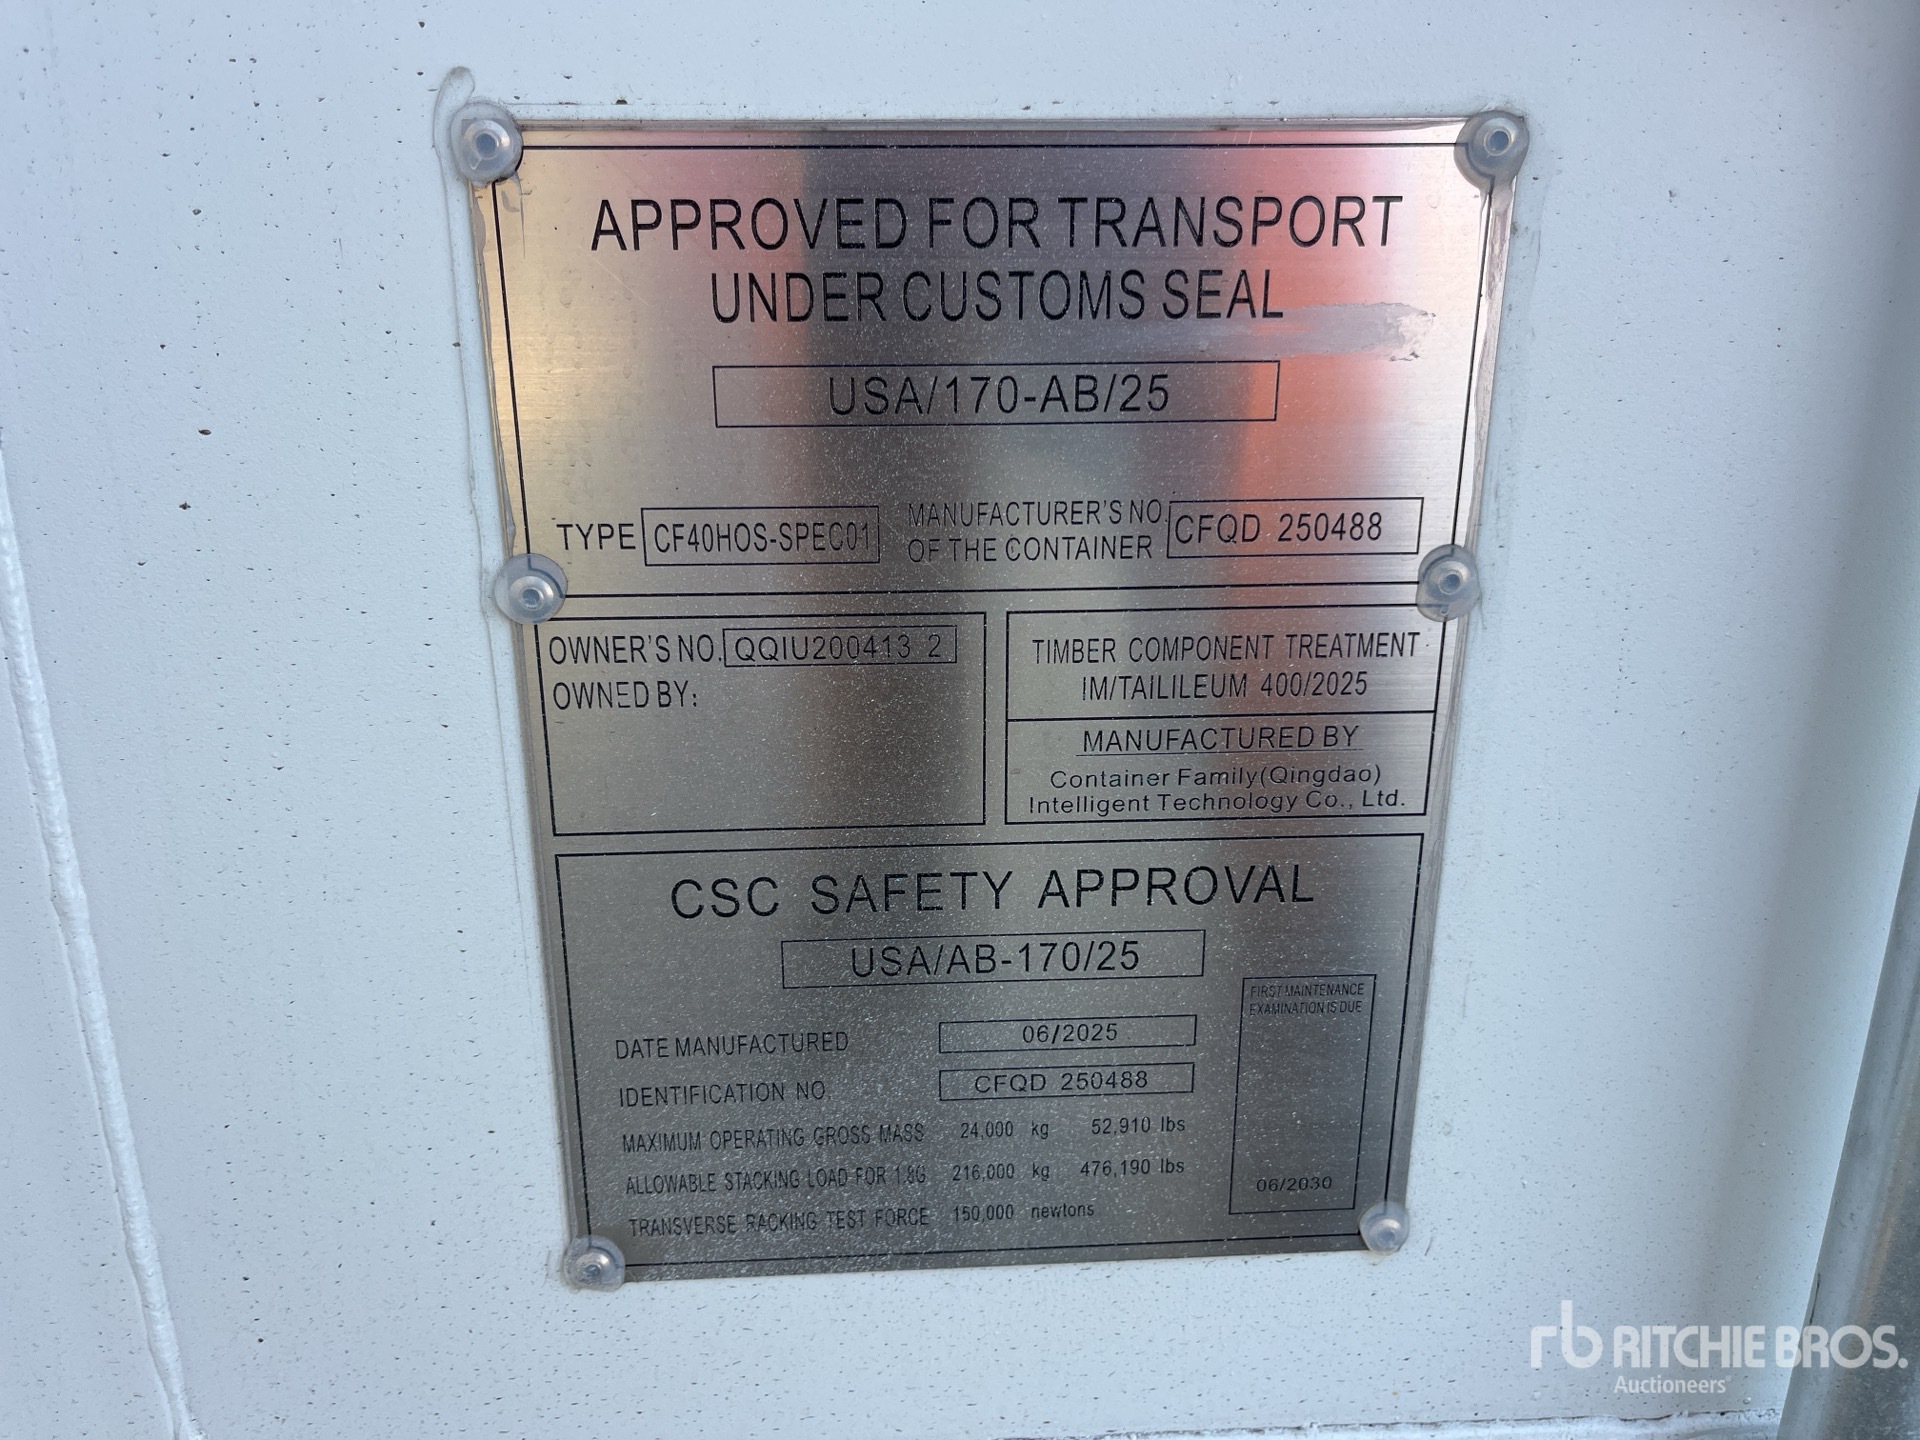 APPROVED FOR TRANSPORT
UNDER CUSTOMS SEAL
USA/170-AB/25
TYPE CF40HOS-SPEC01
MANUFACTURER'S NO.
OF THE CONTAINER
CFQD 250488
OWNER'S NO. QQIU200413 2
OWNED BY:
TIMBER COMPONENT TREATMENT
IM/TAILILEUM 400/2025
MANUFACTURED BY
Container Family(Qingdao)
Intelligent Technology Co., Ltd.
CSC SAFETY APPROVAL
USA/AB-170/25
DATE MANUFACTURED 06/2025
IDENTIFICATION NO. CFQD 250488
MAXIMUM OPERATING GROSS MASS 24,000 kg 52,910 lbs
ALLOWABLE STACKING LOAD FOR 1.8G 216,000 kg 476,190 lbs
TRANSVERSE RACKING TEST FORCE 150,000 newtons
FIRST MAINTENANCE
EXAMINATION IS DUE
06/2030
rb RITCHIE BROS.
Auctioneers